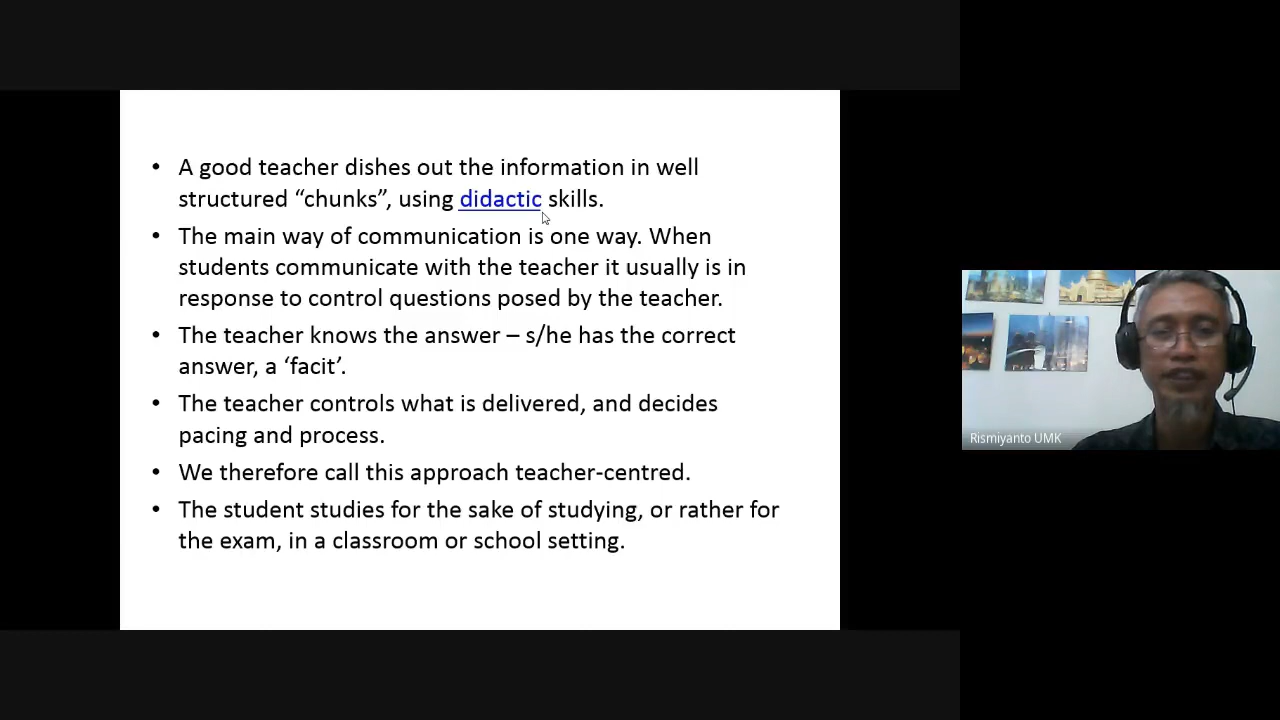 • A good teacher dishes out the information in well
structured “chunks”, using didactic skills.
• The main way of communication is one way. When
students communicate with the teacher it usually is in
response to control questions posed by the teacher.
• The teacher knows the answer – s/he has the correct
answer, a ‘facit’.
• The teacher controls what is delivered, and decides
pacing and process.
• We therefore call this approach teacher-centred.
• The student studies for the sake of studying, or rather for
the exam, in a classroom or school setting.
Rismiyanto UMK